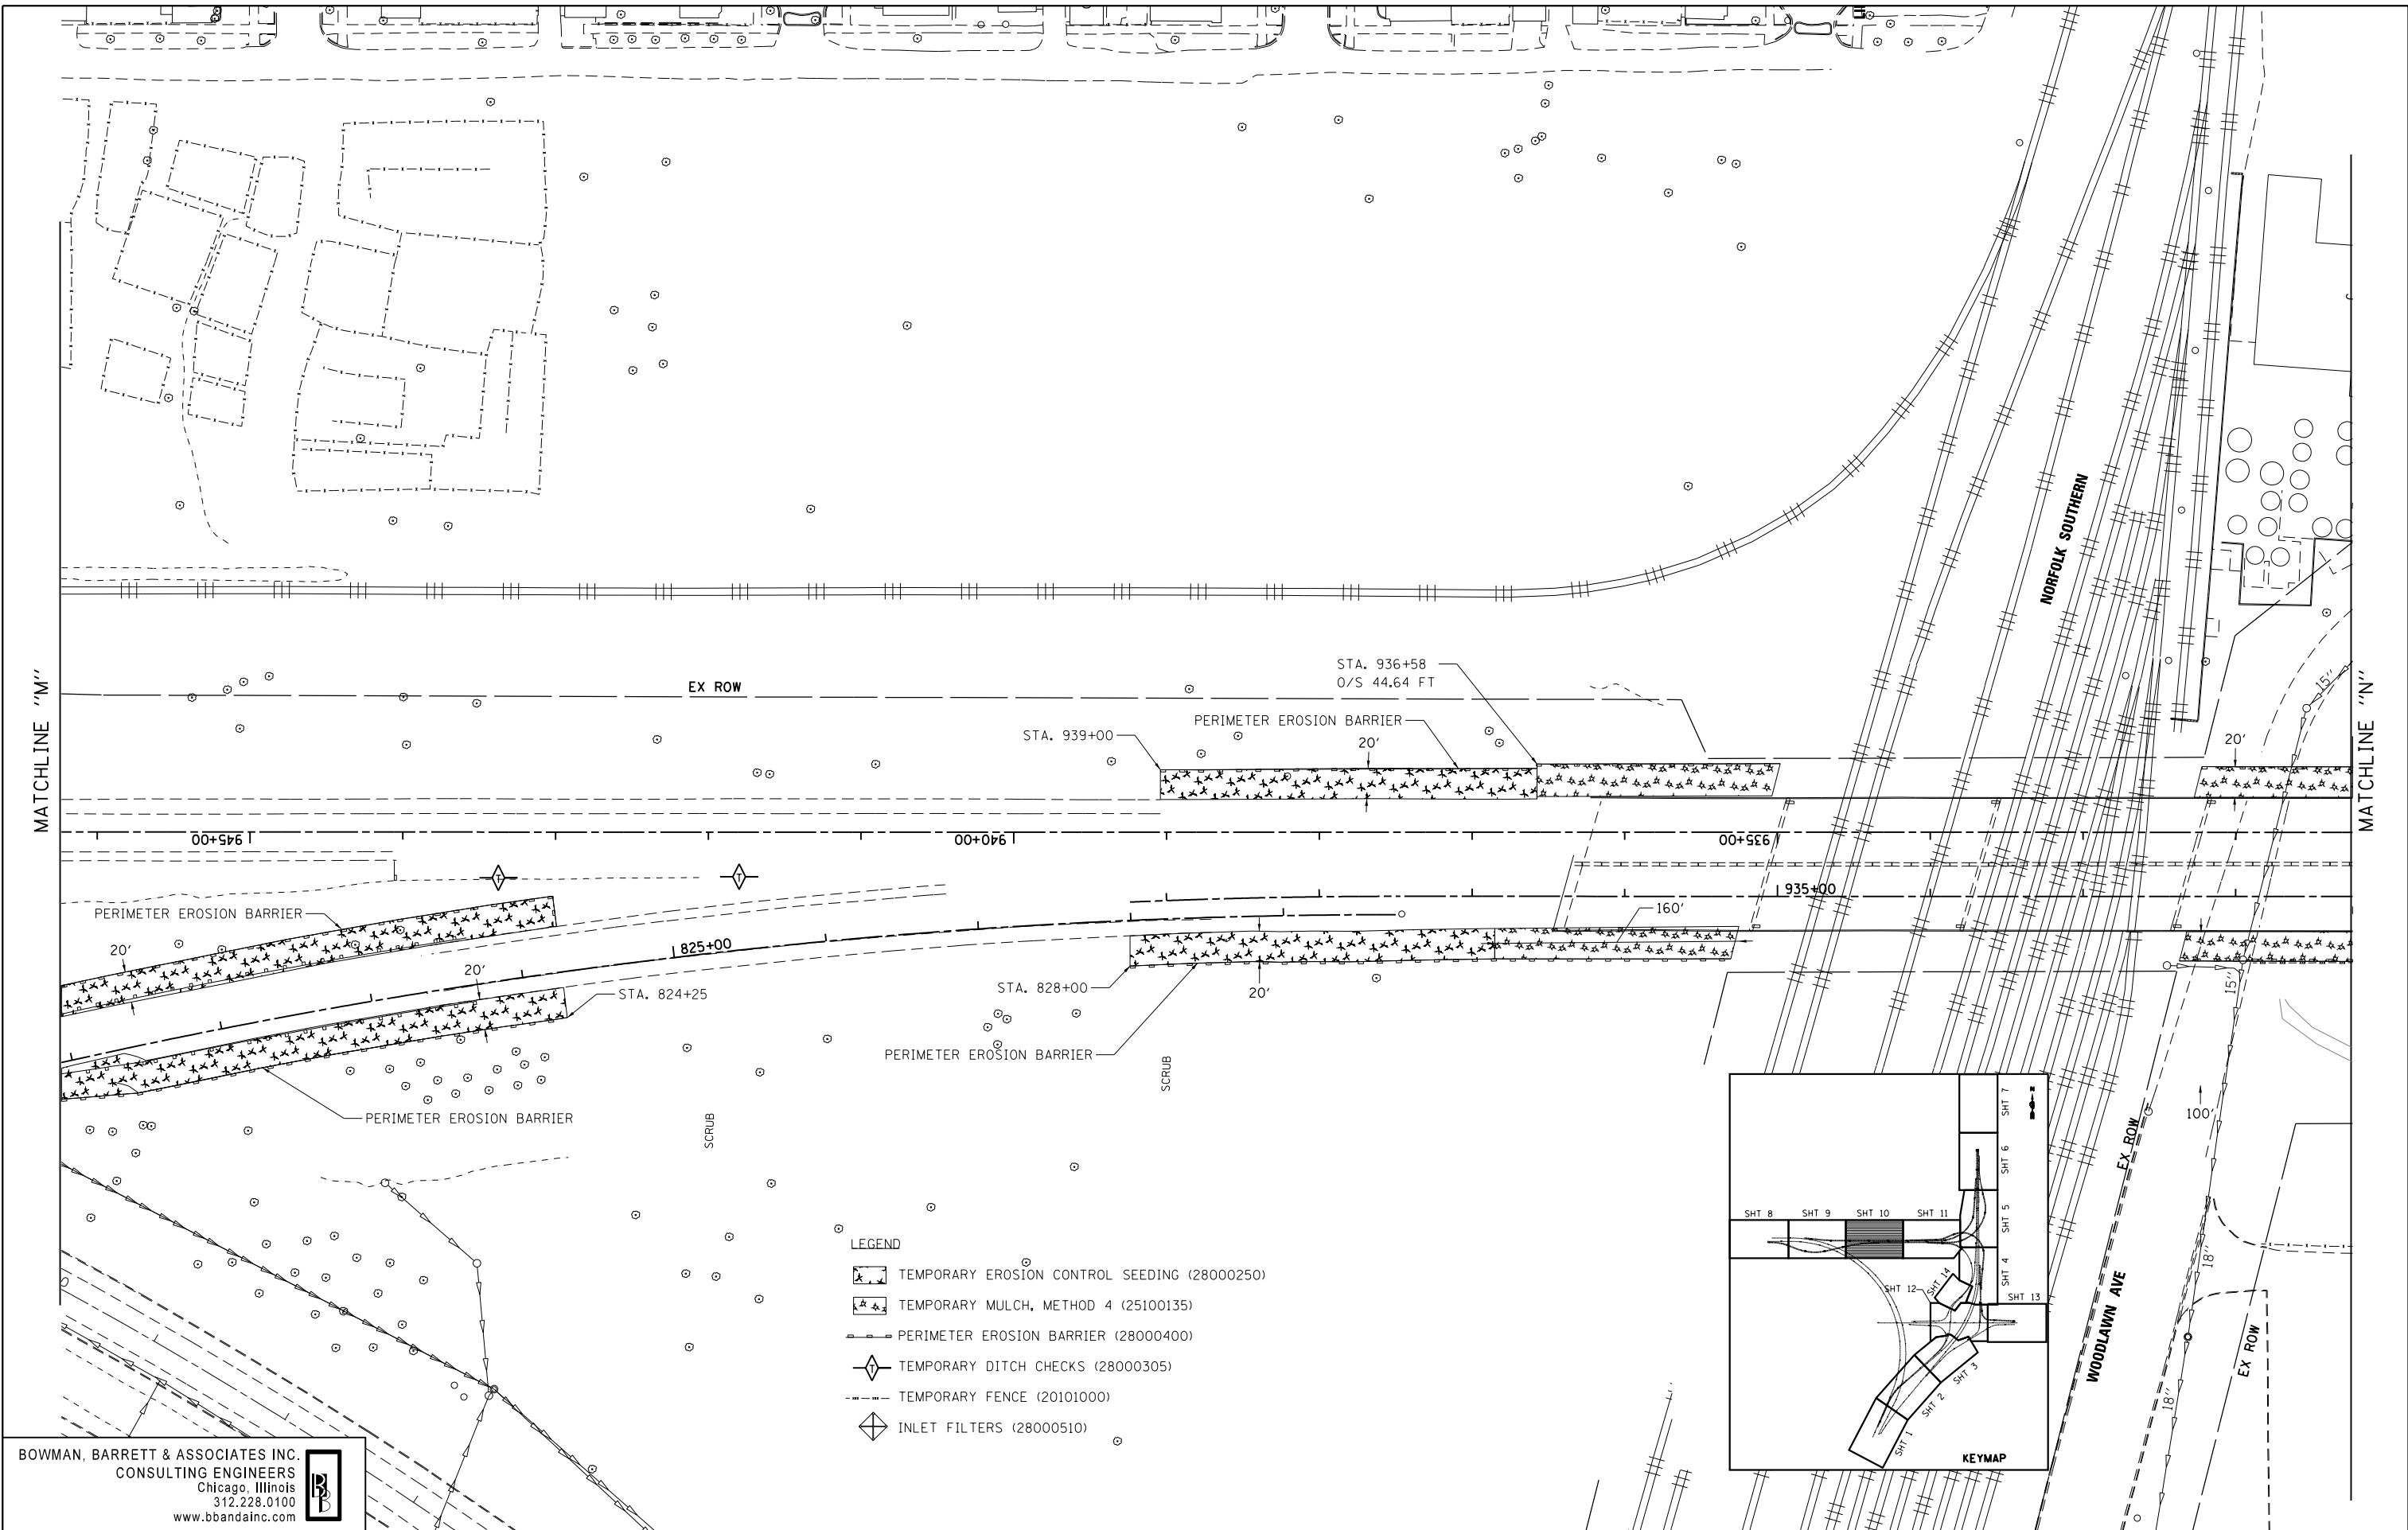 MATCHLINE "M"
MATCHLINE "N"
NORFOLK SOUTHERN
EX ROW
STA. 936+58
O/S 44.64 FT
PERIMETER EROSION BARRIER
STA. 939+00
20'
20'
945+00
940+00
935+00
935+00
PERIMETER EROSION BARRIER
20'
825+00
160'
20'
STA. 824+25
STA. 828+00
20'
PERIMETER EROSION BARRIER
PERIMETER EROSION BARRIER
SCRUB
SCRUB
15"
15"
100'
EX ROW
18"
18"
WOODLAWN AVE
EX ROW
LEGEND
TEMPORARY EROSION CONTROL SEEDING (28000250)
TEMPORARY MULCH, METHOD 4 (25100135)
PERIMETER EROSION BARRIER (28000400)
T TEMPORARY DITCH CHECKS (28000305)
TEMPORARY FENCE (20101000)
INLET FILTERS (28000510)
SHT 7
SHT 6
SHT 5
SHT 8
SHT 9
SHT 10
SHT 11
SHT 4
SHT 14
SHT 12
SHT 13
SHT 3
SHT 2
SHT 1
KEYMAP
BOWMAN, BARRETT & ASSOCIATES INC.
CONSULTING ENGINEERS
Chicago, Illinois
312.228.0100
www.bbandainc.com